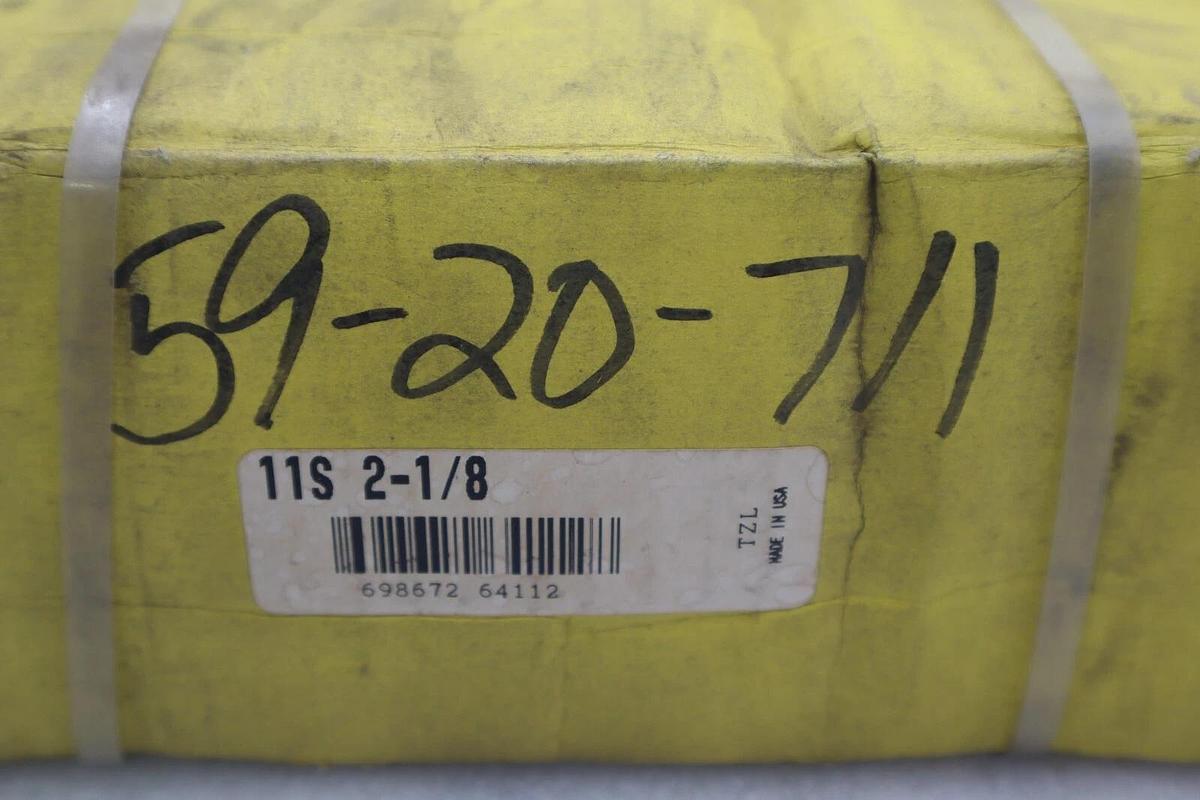 59-20-711
11S 2-1/8
698672 64112
TZL
MADE IN USA